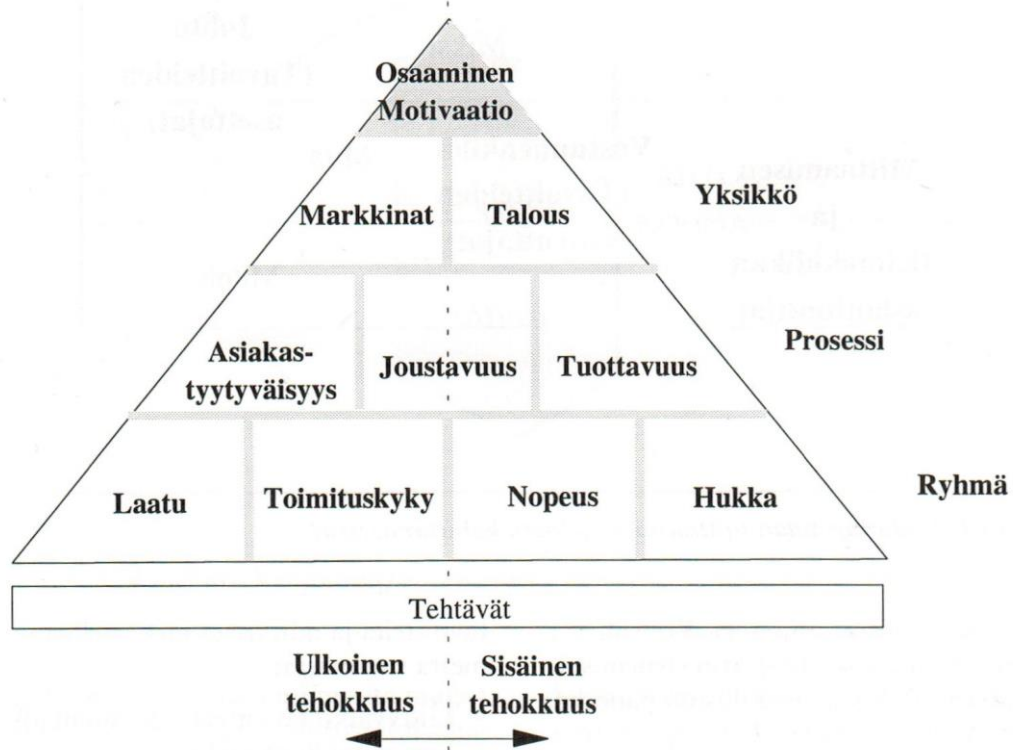 Osaaminen
Motivaatio
Markkinat Talous Yksikkö
Asiakas-
tyytyväisyys Joustavuus Tuottavuus Prosessi
Laatu Toimituskyky Nopeus Hukka Ryhmä
Tehtävät
Ulkoinen Sisäinen
tehokkuus tehokkuus